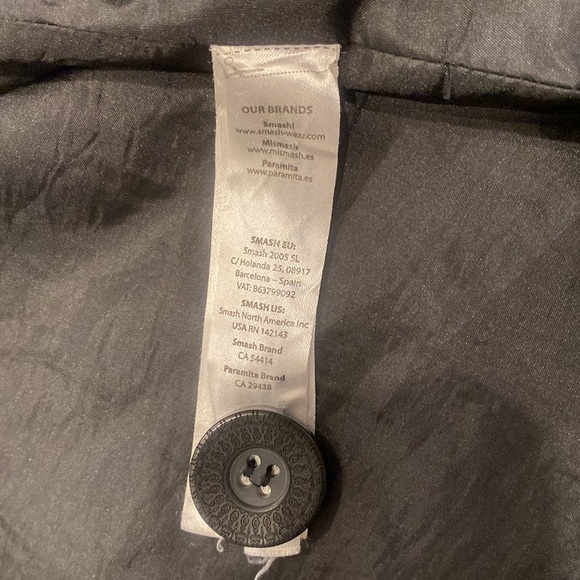 OUR BRANDS
Smash!
www.smash-wear.com
Mismash
www.mismash.es
Paramita
www.paramita.es
SMASH EU:
Smash 2005 SL
C/ Holanda 25, 08917
Barcelona – Spain
VAT: B63799092
SMASH US:
Smash North America Inc
USA RN 142143
Smash Brand
CA 54414
Paramita Brand
CA 29438